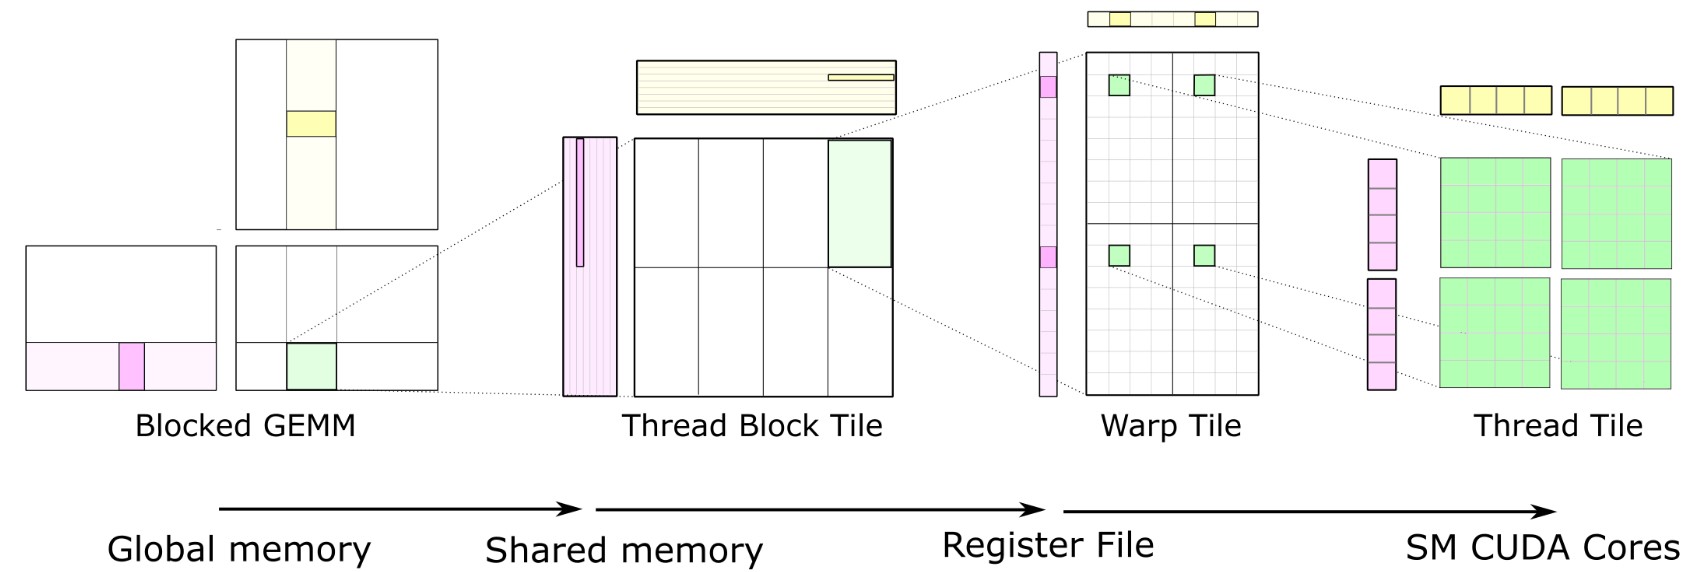 Blocked GEMM
Thread Block Tile
Warp Tile
Thread Tile
Global memory
Shared memory
Register File
SM CUDA Cores